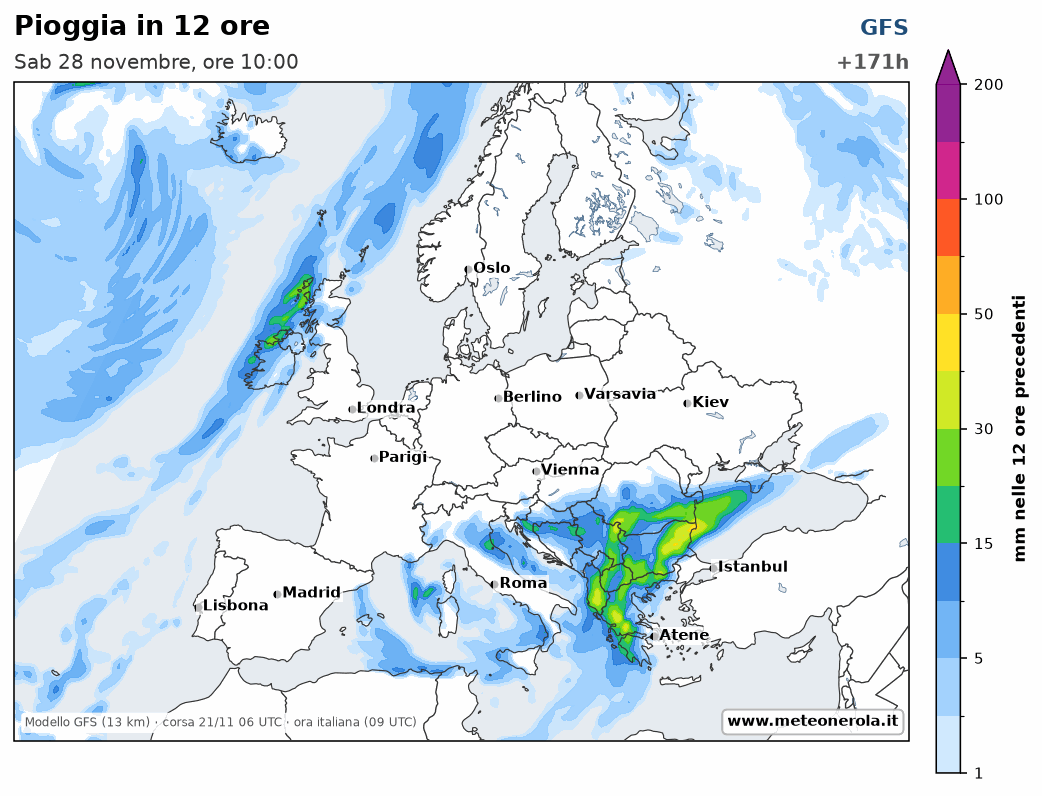 Pioggia in 12 ore
GFS
Sab 28 novembre, ore 10:00
+171h
200
100
50
30
15
5
1
mm nelle 12 ore precedenti
Oslo
Berlino
Varsavia
Kiev
Londra
Parigi
Vienna
Istanbul
Roma
Madrid
Lisbona
Atene
Modello GFS (13 km) · corsa 21/11 06 UTC · ora italiana (09 UTC)
www.meteonerola.it